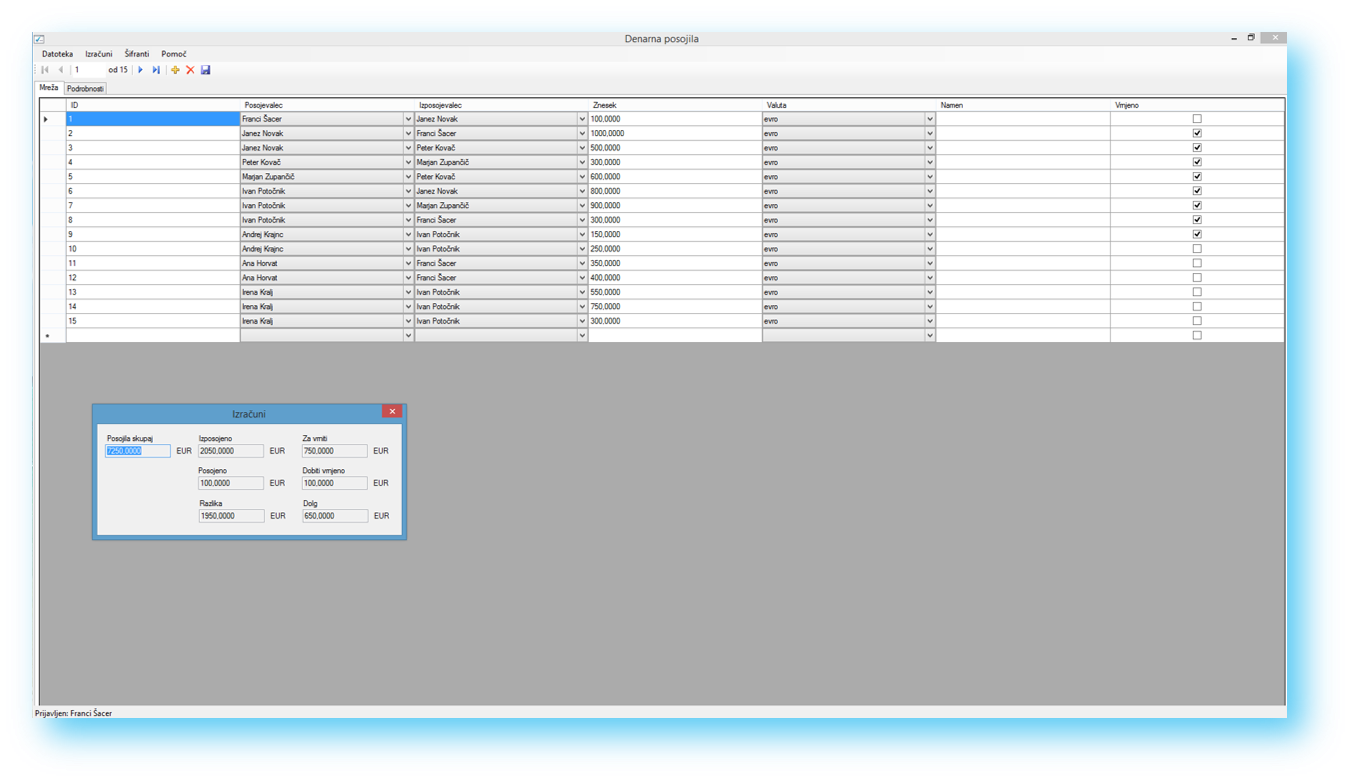 Denarna posojila
Datoteka Izračuni Šifranti Pomoč
1 od 15
Mreža Podrobnosti
ID Posojevalec Izposojevalec Znesek Valuta Namen Vrnjeno
1 Franci Šacer Janez Novak 100,0000 evro
2 Janez Novak Franci Šacer 1000,0000 evro
3 Janez Novak Peter Kovač 500,0000 evro
4 Peter Kovač Marjan Zupančič 300,0000 evro
5 Marjan Zupančič Peter Kovač 600,0000 evro
6 Ivan Potočnik Janez Novak 800,0000 evro
7 Ivan Potočnik Marjan Zupančič 900,0000 evro
8 Ivan Potočnik Franci Šacer 300,0000 evro
9 Andrej Krajnc Ivan Potočnik 150,0000 evro
10 Andrej Krajnc Ivan Potočnik 250,0000 evro
11 Ana Horvat Franci Šacer 350,0000 evro
12 Ana Horvat Franci Šacer 400,0000 evro
13 Irena Kralj Ivan Potočnik 550,0000 evro
14 Irena Kralj Ivan Potočnik 750,0000 evro
15 Irena Kralj Ivan Potočnik 300,0000 evro
Izračuni
Posojila skupaj Izposojeno Za vrniti
7250,0000 EUR 2050,0000 EUR 750,0000 EUR
Posojeno Dobiti vrnjeno
100,0000 EUR 100,0000 EUR
Razlika Dolg
1950,0000 EUR 650,0000 EUR
Prijavljen: Franci Šacer